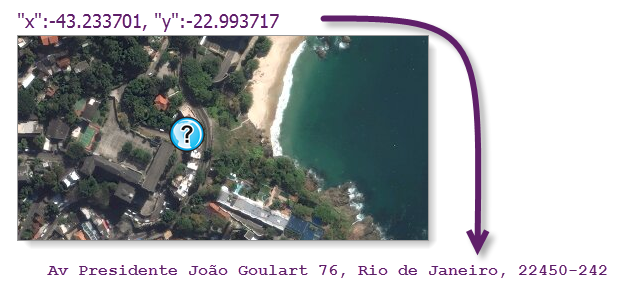 "x":-43.233701, "y":-22.993717
?
Av Presidente João Goulart 76, Rio de Janeiro, 22450-242